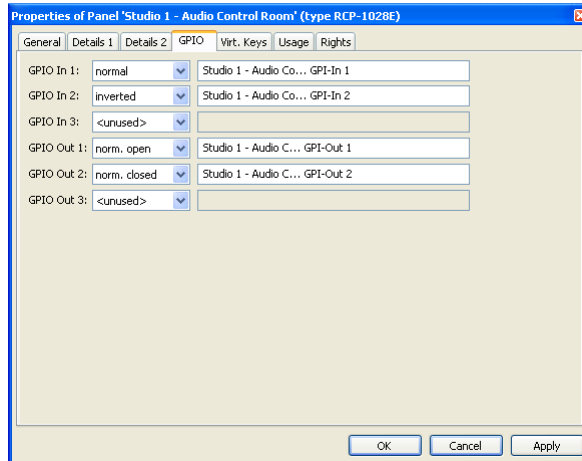 Properties of Panel 'Studio 1 - Audio Control Room' (type RCP-1028E)
General Details 1 Details 2 GPIO Virt. Keys Usage Rights
GPIO In 1: normal Studio 1 - Audio Co... GPI-In 1
GPIO In 2: inverted Studio 1 - Audio Co... GPI-In 2
GPIO In 3: <unused>
GPIO Out 1: norm. open Studio 1 - Audio C... GPI-Out 1
GPIO Out 2: norm. closed Studio 1 - Audio C... GPI-Out 2
GPIO Out 3: <unused>
OK Cancel Apply